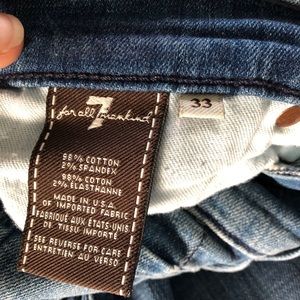 7
for all mankind
33
98% COTTON
2% SPANDEX
98% COTON
2% ELASTHANNE
MADE IN U.S.A.
OF IMPORTED FABRIC
FABRIQUÉ AUX ÉTATS-UNIS
DE TISSU IMPORTÉ
SEE REVERSE FOR CARE
ENTRETIEN AU VERSO